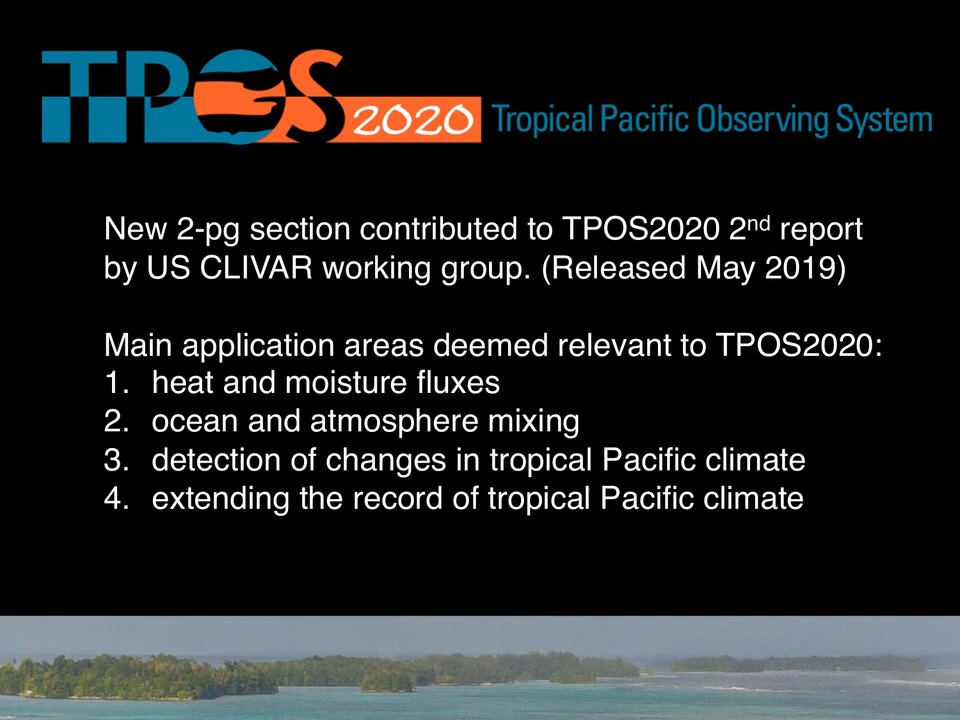 TPOS 2020 Tropical Pacific Observing System
New 2-pg section contributed to TPOS2020 2nd report
by US CLIVAR working group. (Released May 2019)
Main application areas deemed relevant to TPOS2020:
1. heat and moisture fluxes
2. ocean and atmosphere mixing
3. detection of changes in tropical Pacific climate
4. extending the record of tropical Pacific climate